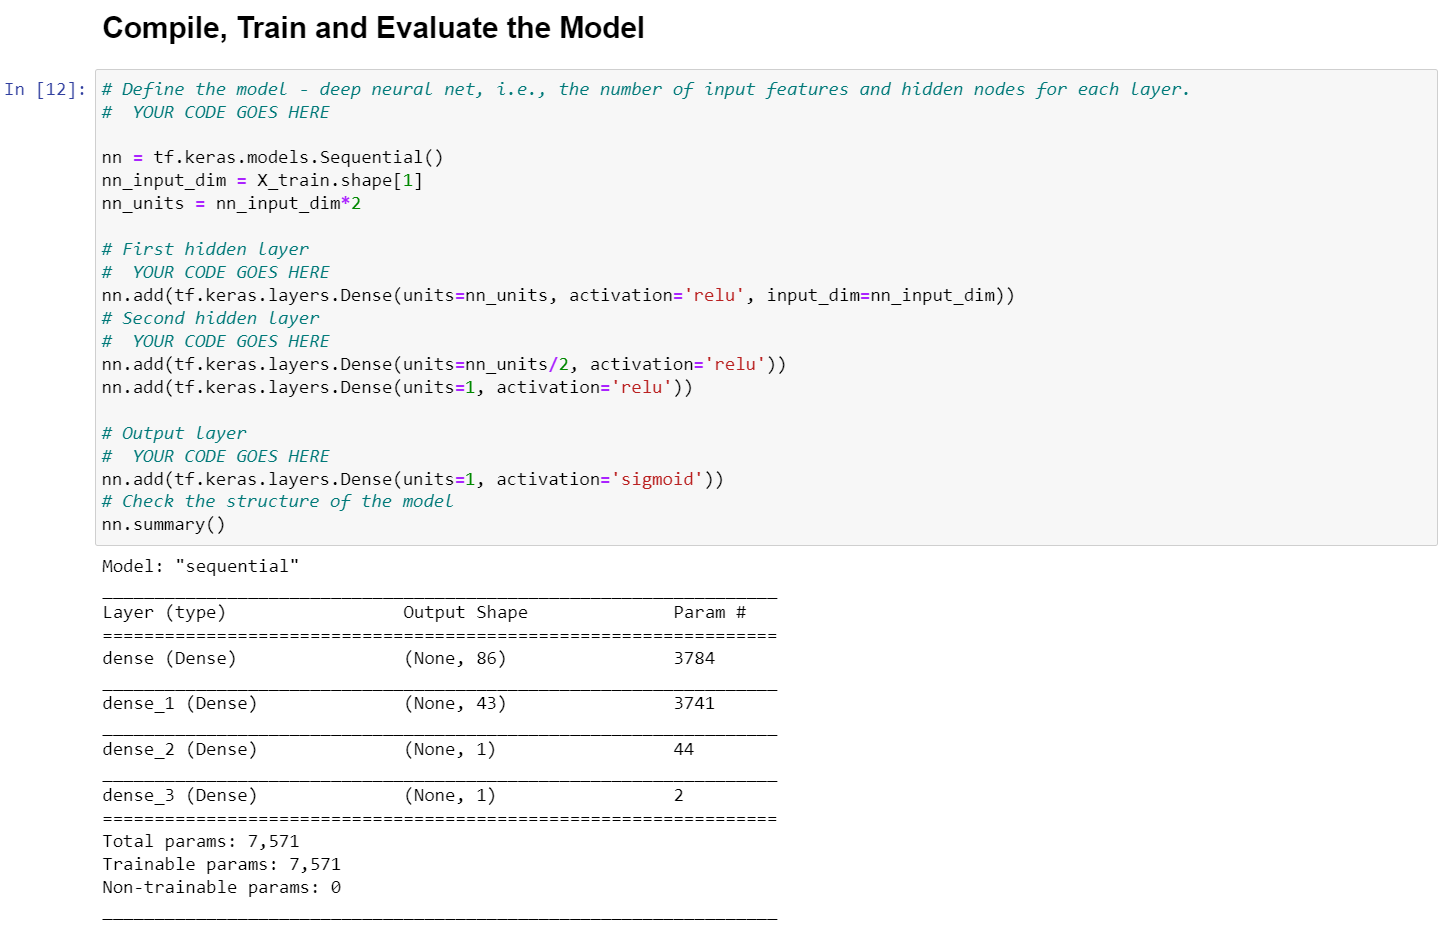 Compile, Train and Evaluate the Model
In [12]:
# Define the model - deep neural net, i.e., the number of input features and hidden nodes for each layer.
#  YOUR CODE GOES HERE
nn = tf.keras.models.Sequential()
nn_input_dim = X_train.shape[1]
nn_units = nn_input_dim*2
# First hidden layer
#  YOUR CODE GOES HERE
nn.add(tf.keras.layers.Dense(units=nn_units, activation='relu', input_dim=nn_input_dim))
# Second hidden layer
#  YOUR CODE GOES HERE
nn.add(tf.keras.layers.Dense(units=nn_units/2, activation='relu'))
nn.add(tf.keras.layers.Dense(units=1, activation='relu'))
# Output layer
#  YOUR CODE GOES HERE
nn.add(tf.keras.layers.Dense(units=1, activation='sigmoid'))
# Check the structure of the model
nn.summary()
Model: "sequential"
_________________________________________________________________
Layer (type)                 Output Shape              Param #
=================================================================
dense (Dense)                (None, 86)                3784
_________________________________________________________________
dense_1 (Dense)              (None, 43)                3741
_________________________________________________________________
dense_2 (Dense)              (None, 1)                 44
_________________________________________________________________
dense_3 (Dense)              (None, 1)                 2
=================================================================
Total params: 7,571
Trainable params: 7,571
Non-trainable params: 0
_________________________________________________________________